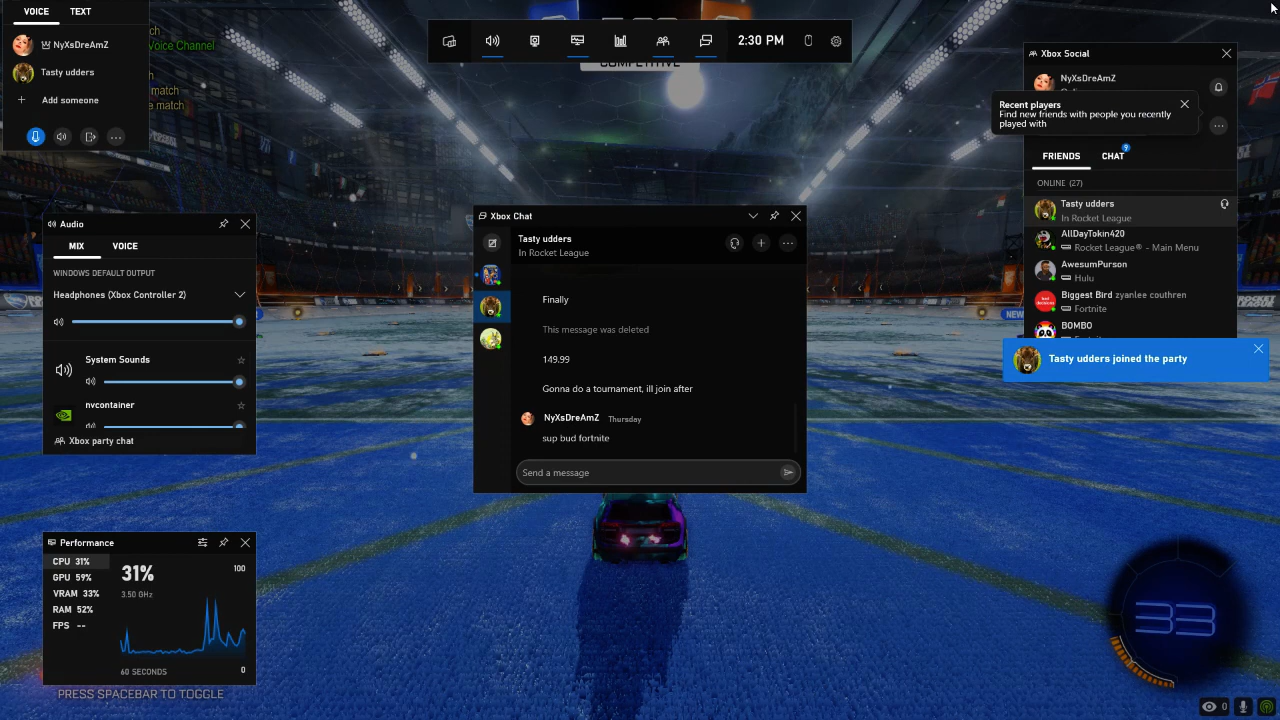 VOICE TEXT
NyXsDreAmZ
Voice Channel
Tasty udders
Add someone
match
a match
2:30 PM
COMPETITIVE
Xbox Social
NyXsDreAmZ
Recent players
Find new friends with people you recently
played with
FRIENDS CHAT 9
ONLINE (27)
Tasty udders
In Rocket League
AllDayTokin420
Rocket League® - Main Menu
AwesumPurson
Hulu
Biggest Bird zyanlee couthren
Fortnite
BOMBO
Tasty udders joined the party
Audio
MIX VOICE
WINDOWS DEFAULT OUTPUT
Headphones (Xbox Controller 2)
System Sounds
nvcontainer
Xbox party chat
Xbox Chat
Tasty udders
In Rocket League
Finally
This message was deleted
149.99
Gonna do a tournament, ill join after
NyXsDreAmZ Thursday
sup bud fortnite
Send a message
NEW
Performance
CPU 31%
GPU 59%
VRAM 33%
RAM 52%
FPS --
31%
3.50 GHz
100
60 SECONDS
0
PRESS SPACEBAR TO TOGGLE
33
0